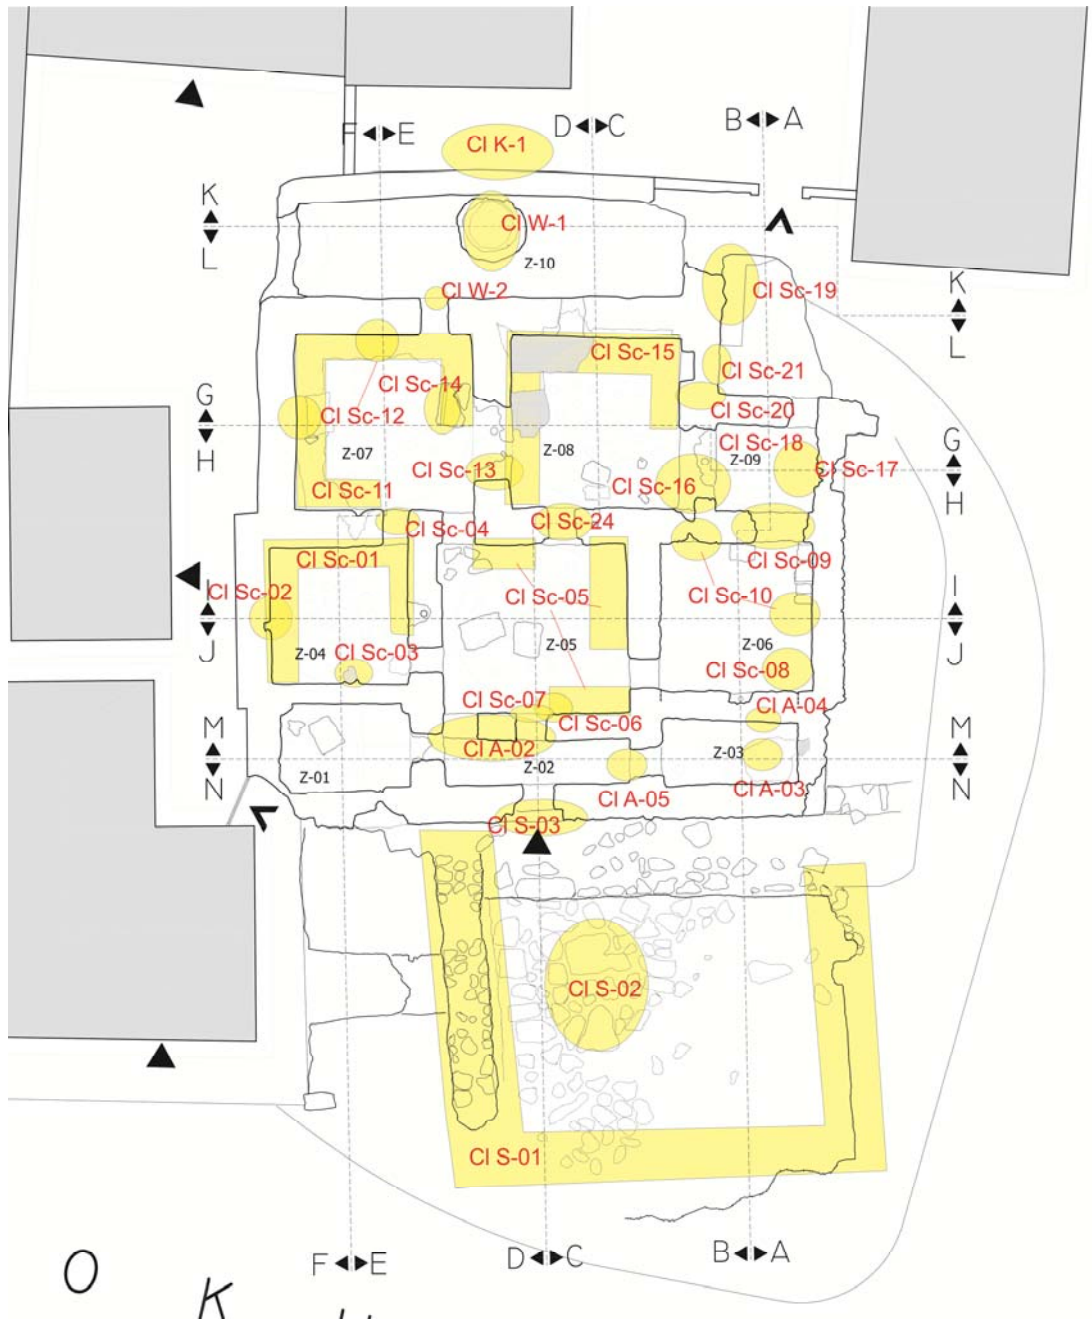 F E
D C
B A
Cl K-1
K
L
Cl W-1
Z-10
Cl W-2
Cl Sc-19
K
L
Cl Sc-15
Cl Sc-21
Cl Sc-14
Cl Sc-12
Cl Sc-20
G
H
Z-07
Z-08
Cl Sc-18
Z-09
G
H
Cl Sc-13
Cl Sc-17
Cl Sc-11
Cl Sc-16
Cl Sc-04
Cl Sc-24
Cl Sc-01
Cl Sc-09
Cl Sc-02
I
J
Cl Sc-05
Cl Sc-10
I
J
Z-04
Cl Sc-03
Z-05
Z-06
Cl Sc-08
Cl Sc-07
Cl Sc-06
Cl A-04
M
N
Cl A-02
Z-01
Z-02
Z-03
M
N
Cl A-05
Cl A-03
Cl S-03
Cl S-02
Cl S-01
F E
D C
B A
O
K